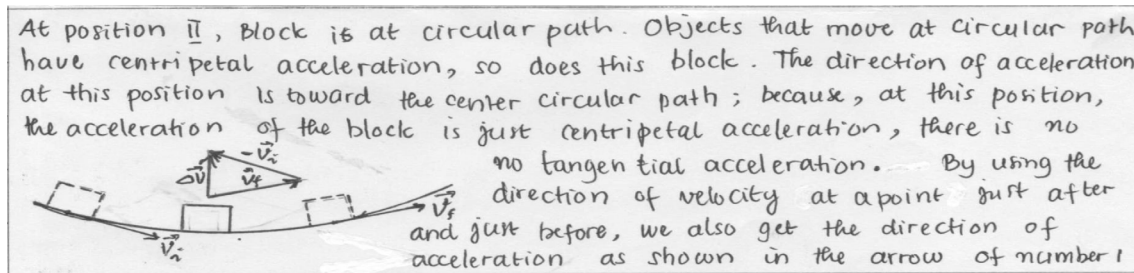 At position II, Block is at circular path. Objects that move at circular path
have centripetal acceleration, so does this block. The direction of acceleration
at this position is toward the center circular path; because, at this position,
the acceleration of the block is just centripetal acceleration, there is no
no tangential acceleration. By using the
direction of velocity at a point just after
and just before, we also get the direction of
acceleration as shown in the arrow of number 1
Δv⃗ -v⃗i v⃗f
v⃗i v⃗f